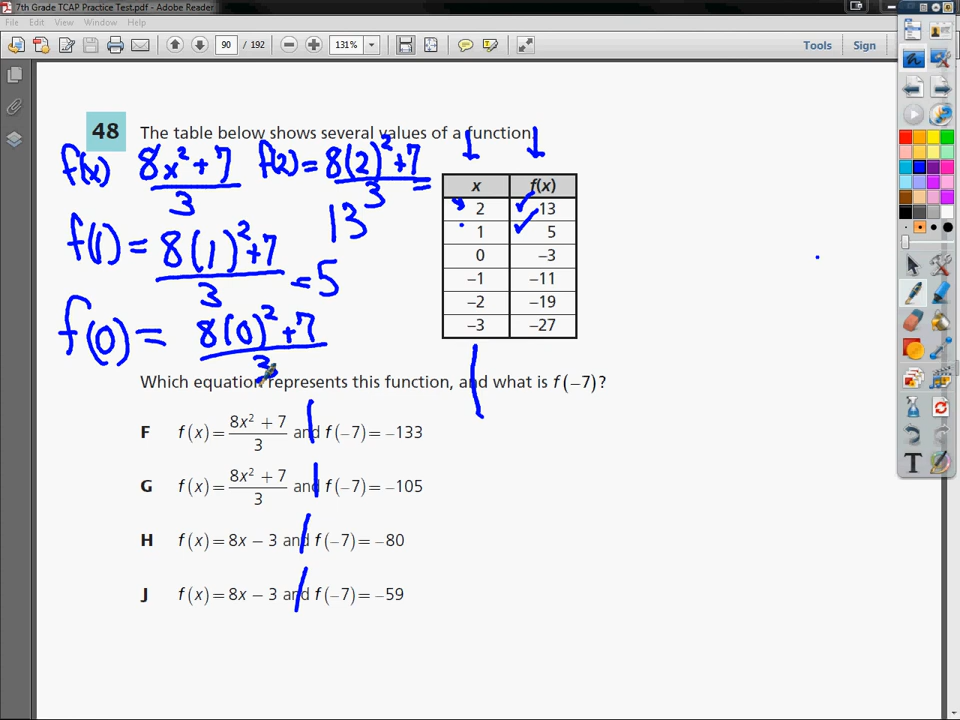 7th Grade TCAP Practice Test.pdf - Adobe Reader
File Edit View Window Help
90 / 192 131% Tools Sign
48 The table below shows several values of a function.
f(x) 8x² + 7 / 3 f(2) = 8(2)² + 7 / 3 =
13
f(1) = 8(1)² + 7 / 3 = 5
f(0) = 8(0)² + 7 / 3
x f(x)
2 13
1 5
0 –3
–1 –11
–2 –19
–3 –27
Which equation represents this function, and what is f(–7)?
F f(x) = 8x² + 7 / 3 and f(–7) = –133
G f(x) = 8x² + 7 / 3 and f(–7) = –105
H f(x) = 8x – 3 and f(–7) = –80
J f(x) = 8x – 3 and f(–7) = –59
T